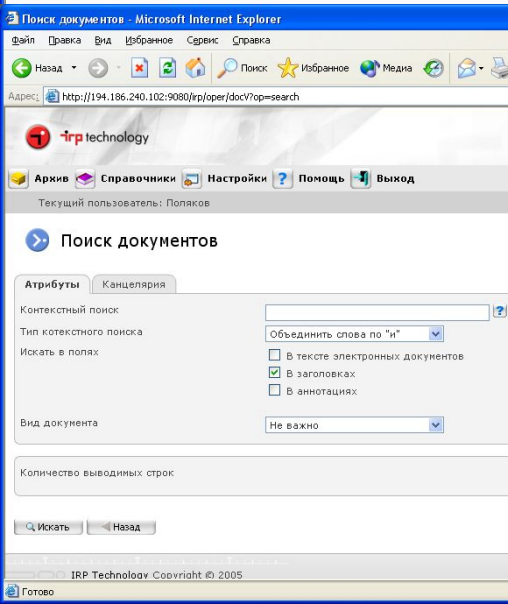 Поиск документов - Microsoft Internet Explorer
Файл Правка Вид Избранное Сервис Справка
Назад Поиск Избранное Медиа
Адрес: http://194.186.240.102:9080/irp/oper/docV?op=search
irp technology
Архив Справочники Настройки ? Помощь Выход
Текущий пользователь: Поляков
Поиск документов
Атрибуты Канцелярия
Контекстный поиск ?
Тип котекстного поиска Объединить слова по "и"
Искать в полях В тексте электронных документов
В заголовках
В аннотациях
Вид документа Не важно
Количество выводимых строк
Искать Назад
IRP Technology Copyright © 2005
Готово